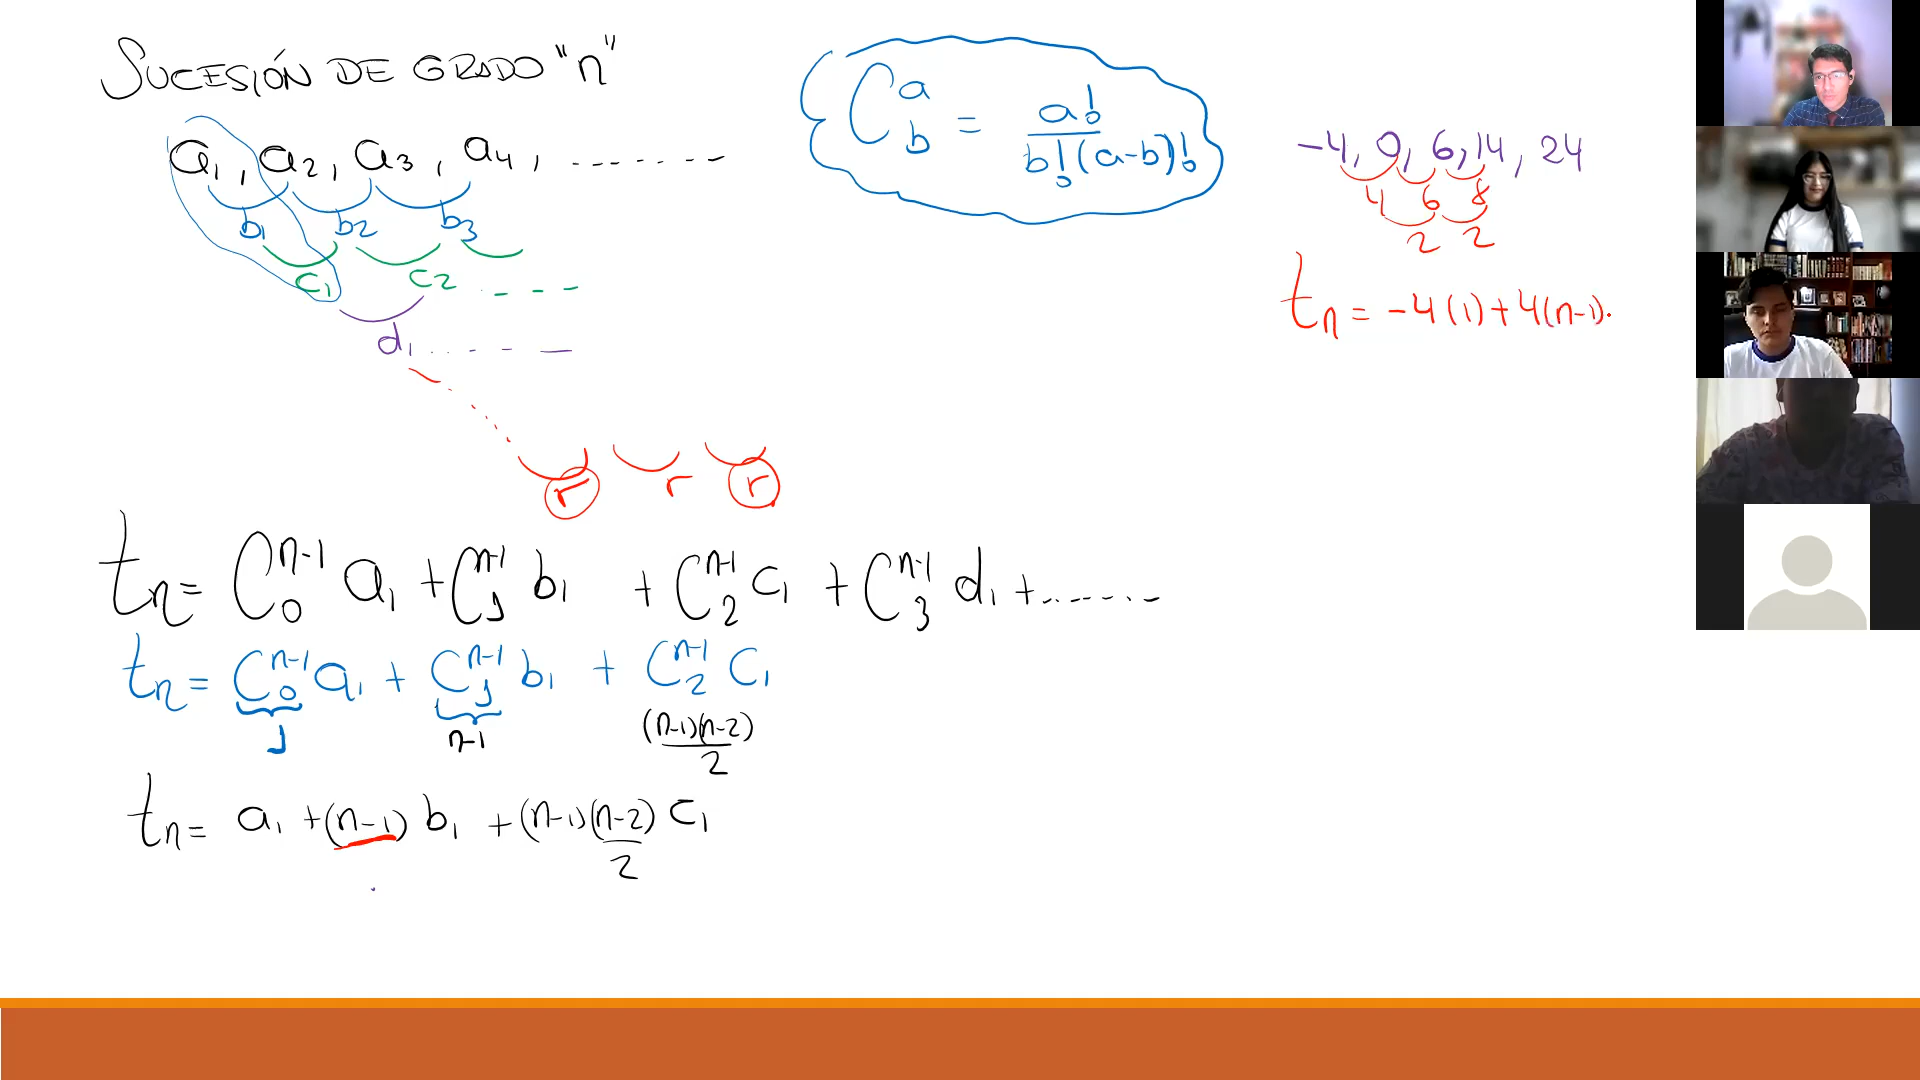 SUCESIÓN DE GRADO "n"
a₁, a₂, a₃, a₄, .......
b₁ b₂ b₃
c₁ c₂ ....
d₁ ....
r r r
C^a_b = a!/(b!(a-b)!)
-4, 0, 6, 14, 24
4 6 8
2 2
tn = -4(1)+4(n-1).
tn = C^{n-1}_0 a₁ + C^{n-1}_1 b₁ + C^{n-1}_2 c₁ + C^{n-1}_3 d₁ + .......
tn = C^{n-1}_0 a₁ + C^{n-1}_1 b₁ + C^{n-1}_2 c₁
1 n-1 (n-1)(n-2)/2
tn = a₁ + (n-1) b₁ + (n-1)(n-2)/2 c₁